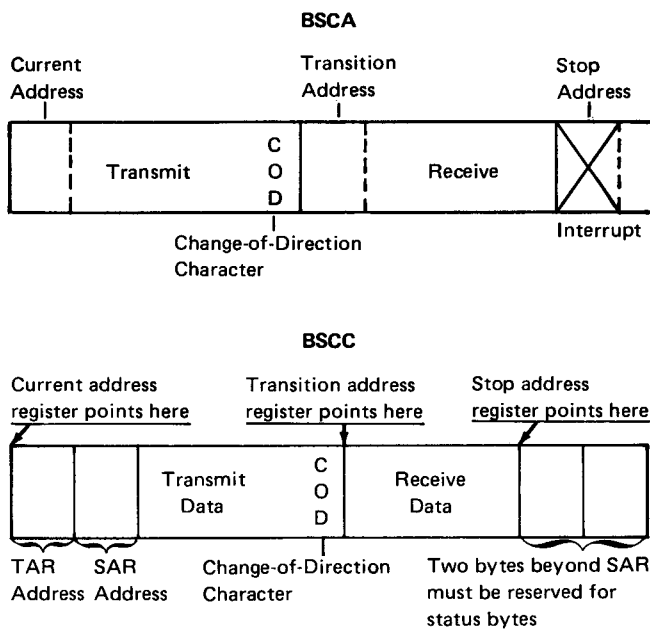 BSCA
Current
Address
Transition
Address
Stop
Address
Transmit
C
O
D
Receive
Change-of-Direction
Character
Interrupt
BSCC
Current address
register points here
Transition address
register points here
Stop address
register points here
Transmit
Data
C
O
D
Receive
Data
TAR
Address
SAR
Address
Change-of-Direction
Character
Two bytes beyond SAR
must be reserved for
status bytes